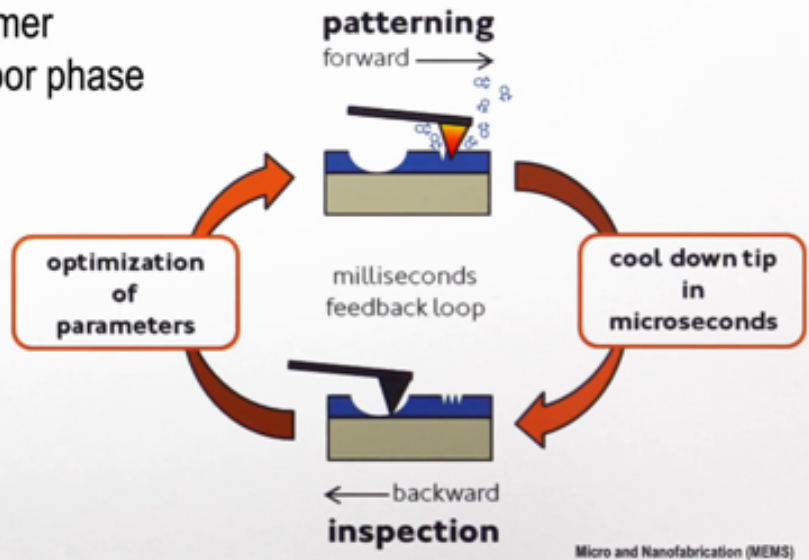 mer
por phase
patterning
forward
optimization
of
parameters
milliseconds
feedback loop
cool down tip
in
microseconds
backward
inspection
Micro and Nanofabrication (MEMS)